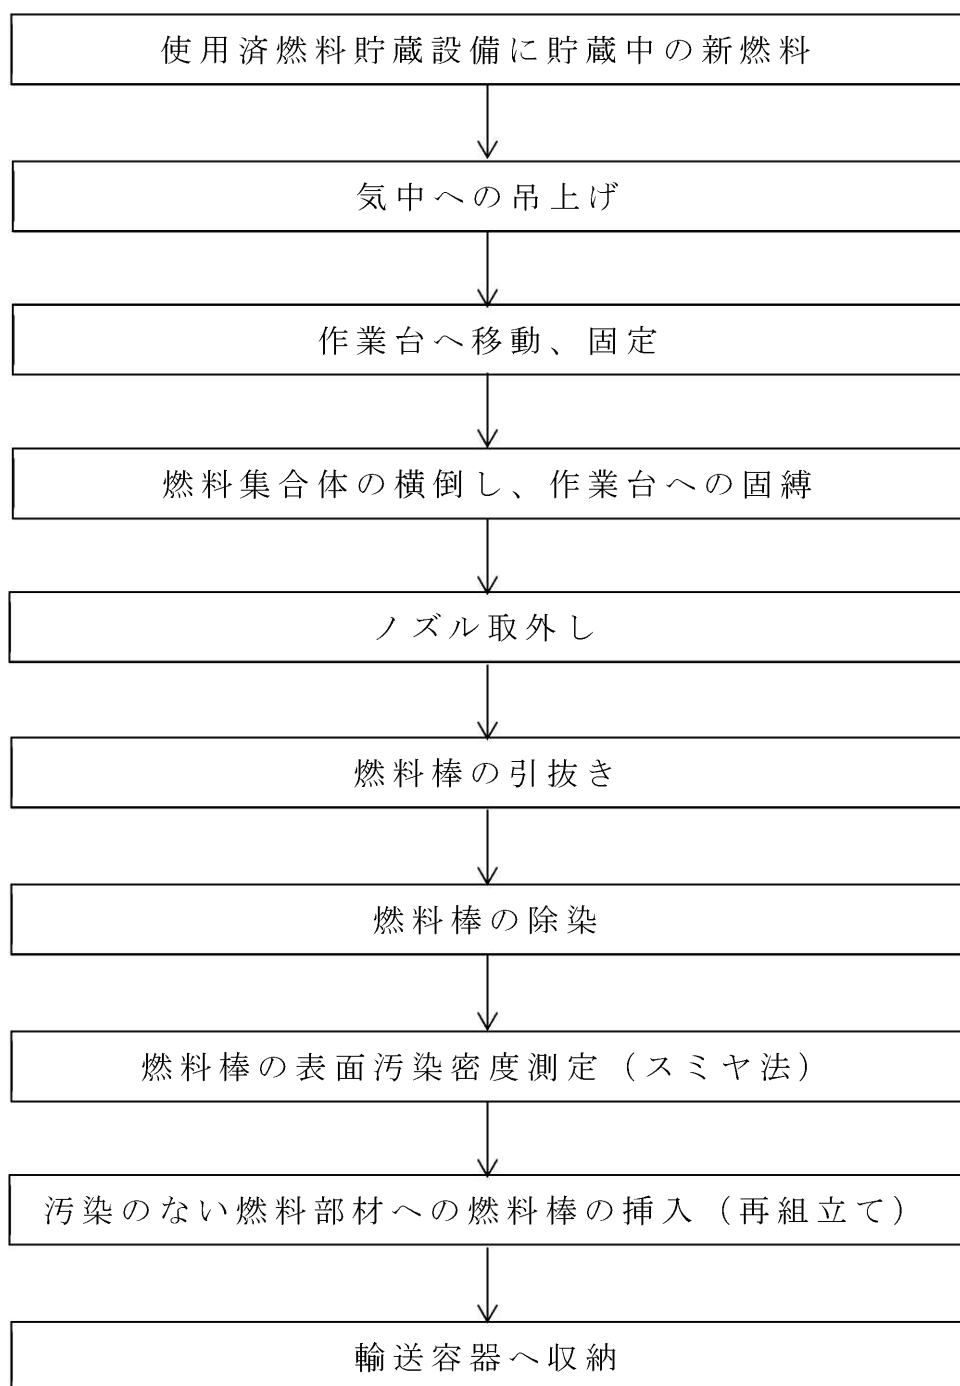 使用済燃料貯蔵設備に貯蔵中の新燃料
気中への吊上げ
作業台へ移動、固定
燃料集合体の横倒し、作業台への固縛
ノズル取外し
燃料棒の引抜き
燃料棒の除染
燃料棒の表面汚染密度測定（スミヤ法）
汚染のない燃料部材への燃料棒の挿入（再組立て）
輸送容器へ収納